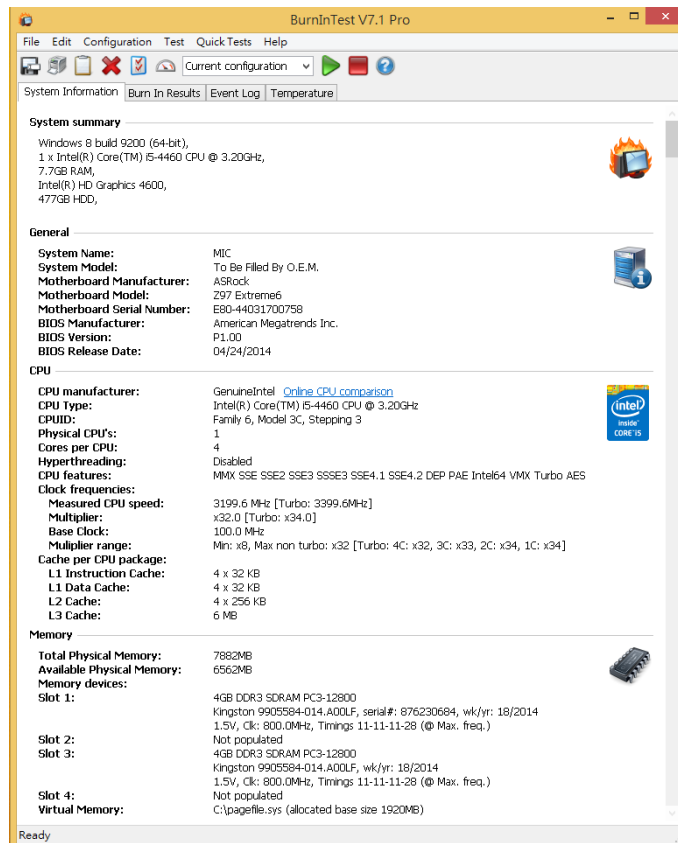 BurnInTest V7.1 Pro
File Edit Configuration Test Quick Tests Help
Current configuration
System Information Burn In Results Event Log Temperature
System summary
Windows 8 build 9200 (64-bit),
1 x Intel(R) Core(TM) i5-4460 CPU @ 3.20GHz,
7.7GB RAM,
Intel(R) HD Graphics 4600,
477GB HDD,
General
System Name: MIC
System Model: To Be Filled By O.E.M.
Motherboard Manufacturer: ASRock
Motherboard Model: Z97 Extreme6
Motherboard Serial Number: E80-44031700758
BIOS Manufacturer: American Megatrends Inc.
BIOS Version: P1.00
BIOS Release Date: 04/24/2014
CPU
CPU manufacturer: GenuineIntel Online CPU comparison
CPU Type: Intel(R) Core(TM) i5-4460 CPU @ 3.20GHz
CPUID: Family 6, Model 3C, Stepping 3
Physical CPU's: 1
Cores per CPU: 4
Hyperthreading: Disabled
CPU features: MMX SSE SSE2 SSE3 SSSE3 SSE4.1 SSE4.2 DEP PAE Intel64 VMX Turbo AES
Clock frequencies:
Measured CPU speed: 3199.6 MHz [Turbo: 3399.6MHz]
Multiplier: x32.0 [Turbo: x34.0]
Base Clock: 100.0 MHz
Muliplier range: Min: x8, Max non turbo: x32 [Turbo: 4C: x32, 3C: x33, 2C: x34, 1C: x34]
Cache per CPU package:
L1 Instruction Cache: 4 x 32 KB
L1 Data Cache: 4 x 32 KB
L2 Cache: 4 x 256 KB
L3 Cache: 6 MB
(intel)
inside
CORE i5
Memory
Total Physical Memory: 7882MB
Available Physical Memory: 6562MB
Memory devices:
Slot 1: 4GB DDR3 SDRAM PC3-12800
Kingston 9905584-014.A00LF, serial#: 876230684, wk/yr: 18/2014
1.5V, Clk: 800.0MHz, Timings 11-11-11-28 (@ Max. freq.)
Slot 2: Not populated
Slot 3: 4GB DDR3 SDRAM PC3-12800
Kingston 9905584-014.A00LF, wk/yr: 18/2014
1.5V, Clk: 800.0MHz, Timings 11-11-11-28 (@ Max. freq.)
Slot 4: Not populated
Virtual Memory: C:\pagefile.sys (allocated base size 1920MB)
Ready